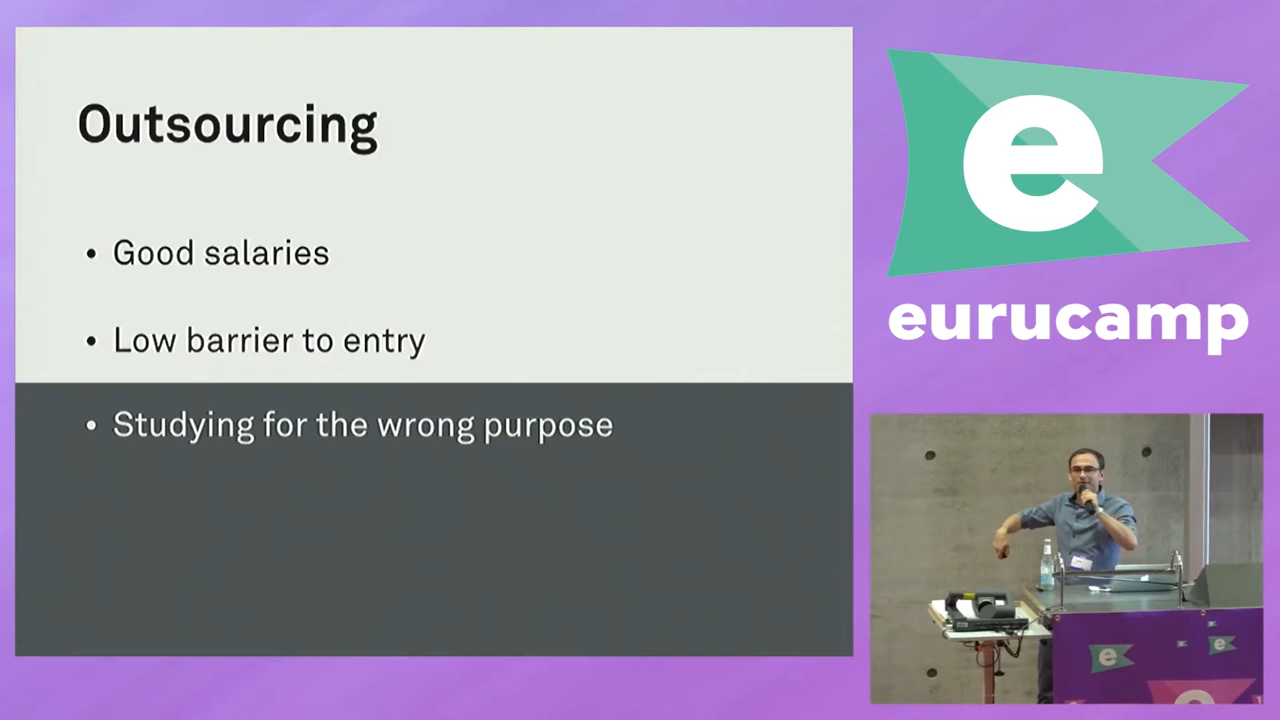 Outsourcing
• Good salaries
• Low barrier to entry
• Studying for the wrong purpose
e
eurucamp
e
e